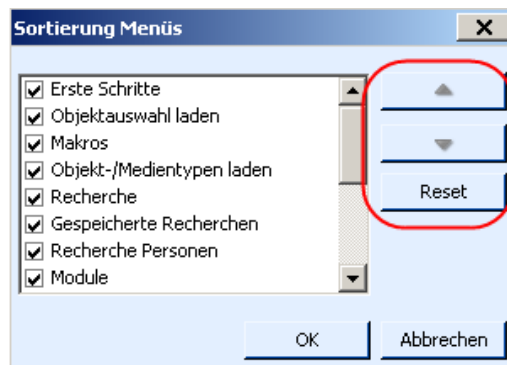 Sortierung Menüs
Erste Schritte
Objektauswahl laden
Makros
Objekt-/Medientypen laden
Recherche
Gespeicherte Recherchen
Recherche Personen
Module
Reset
OK
Abbrechen